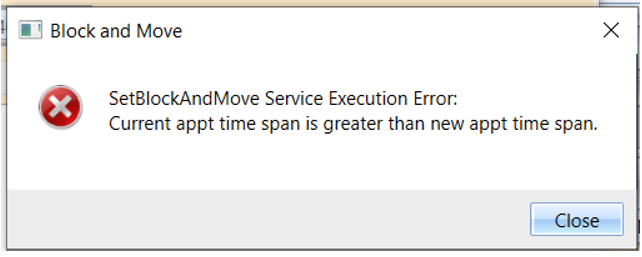 Block and Move
SetBlockAndMove Service Execution Error:
Current appt time span is greater than new appt time span.
Close